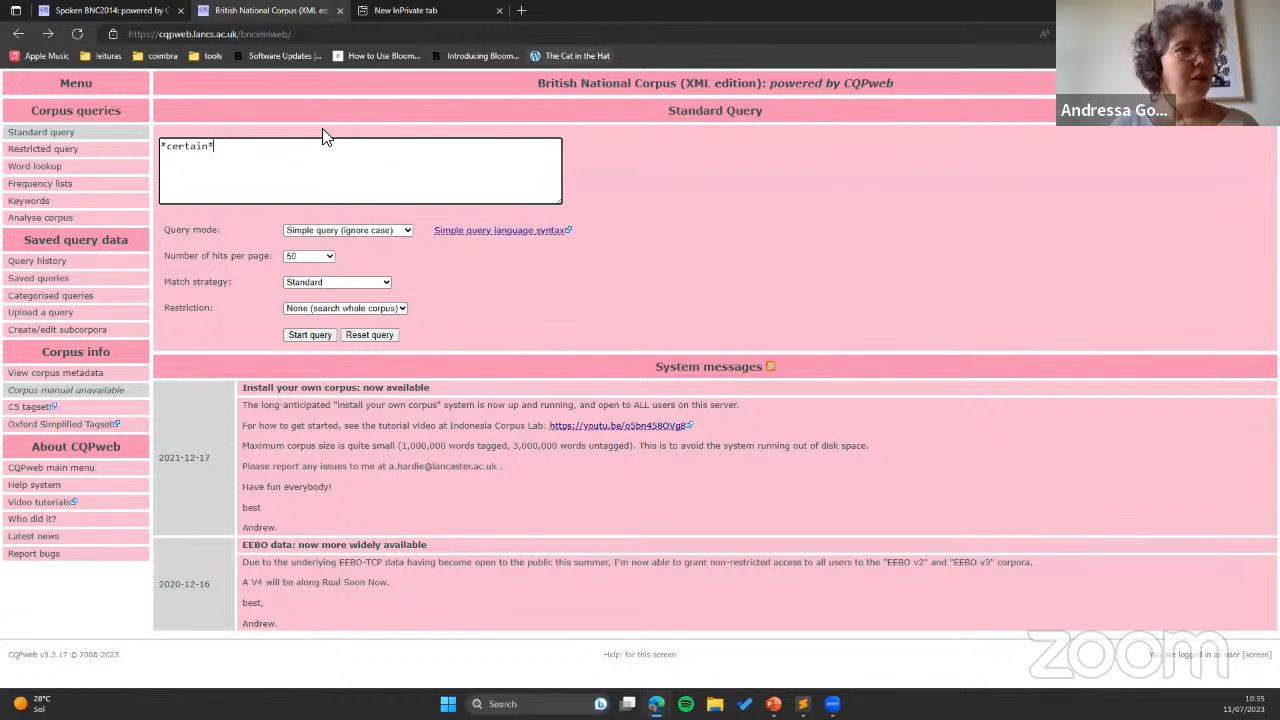 Spoken BNC2014: powered by C
British National Corpus (XML ed
New InPrivate tab
https://cqpweb.lancs.ac.uk/bncxmlweb/
Apple Music
leituras
coimbra
tools
Software Updates |...
How to Use Bloom...
Introducing Bloom...
The Cat in the Hat
Andressa Go...
Menu
British National Corpus (XML edition): powered by CQPweb
Corpus queries
Standard Query
Standard query
Restricted query
Word lookup
Frequency lists
Keywords
Analyse corpus
Saved query data
Query history
Saved queries
Categorised queries
Upload a query
Create/edit subcorpora
Corpus info
View corpus metadata
Corpus manual unavailable
C5 tagset
Oxford Simplified Tagset
About CQPweb
CQPweb main menu
Help system
Video tutorials
Who did it?
Latest news
Report bugs
*certain*
Query mode:
Simple query (ignore case)
Simple query language syntax
Number of hits per page:
50
Match strategy:
Standard
Restriction:
None (search whole corpus)
Start query
Reset query
System messages
2021-12-17
Install your own corpus: now available
The long-anticipated "install your own corpus" system is now up and running, and open to ALL users on this server.
For how to get started, see the tutorial video at Indonesia Corpus Lab: https://youtu.be/o5bn458OVg8
Maximum corpus size is quite small (1,000,000 words tagged, 3,000,000 words untagged). This is to avoid the system running out of disk space.
Please report any issues to me at a.hardie@lancaster.ac.uk .
Have fun everybody!
best
Andrew.
2020-12-16
EEBO data: now more widely available
Due to the underlying EEBO-TCP data having become open to the public this summer, I'm now able to grant non-restricted access to all users to the "EEBO v2" and "EEBO v3" corpora.
A V4 will be along Real Soon Now.
best,
Andrew.
CQPweb v3.3.17 © 2008-2023.
Help! for this screen
You are logged in as user [screen]
zoom
28°C
Sol
Search
10:35
11/07/2023